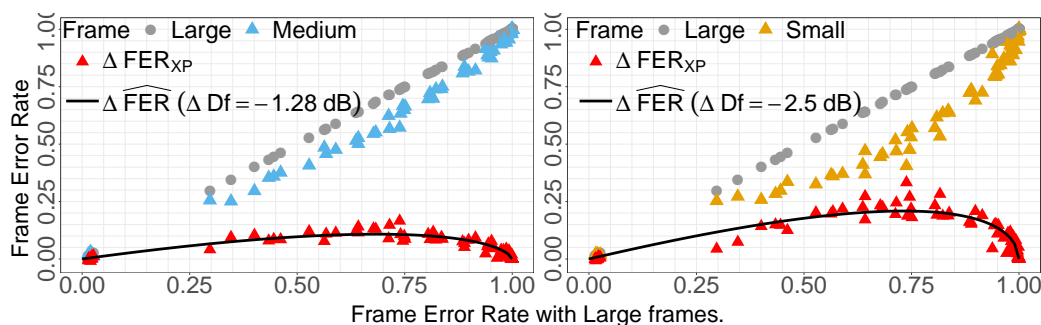 Frame Large Medium
Δ FER_XP
Δ F̂ER̂ (Δ Df = −1.28 dB)
Frame Large Small
Δ FER_XP
Δ F̂ER̂ (Δ Df = −2.5 dB)
Frame Error Rate
0.00 0.25 0.50 0.75 1.00
0.00 0.25 0.50 0.75 1.00
0.00 0.25 0.50 0.75 1.00
0.00 0.25 0.50 0.75 1.00
Frame Error Rate with Large frames.